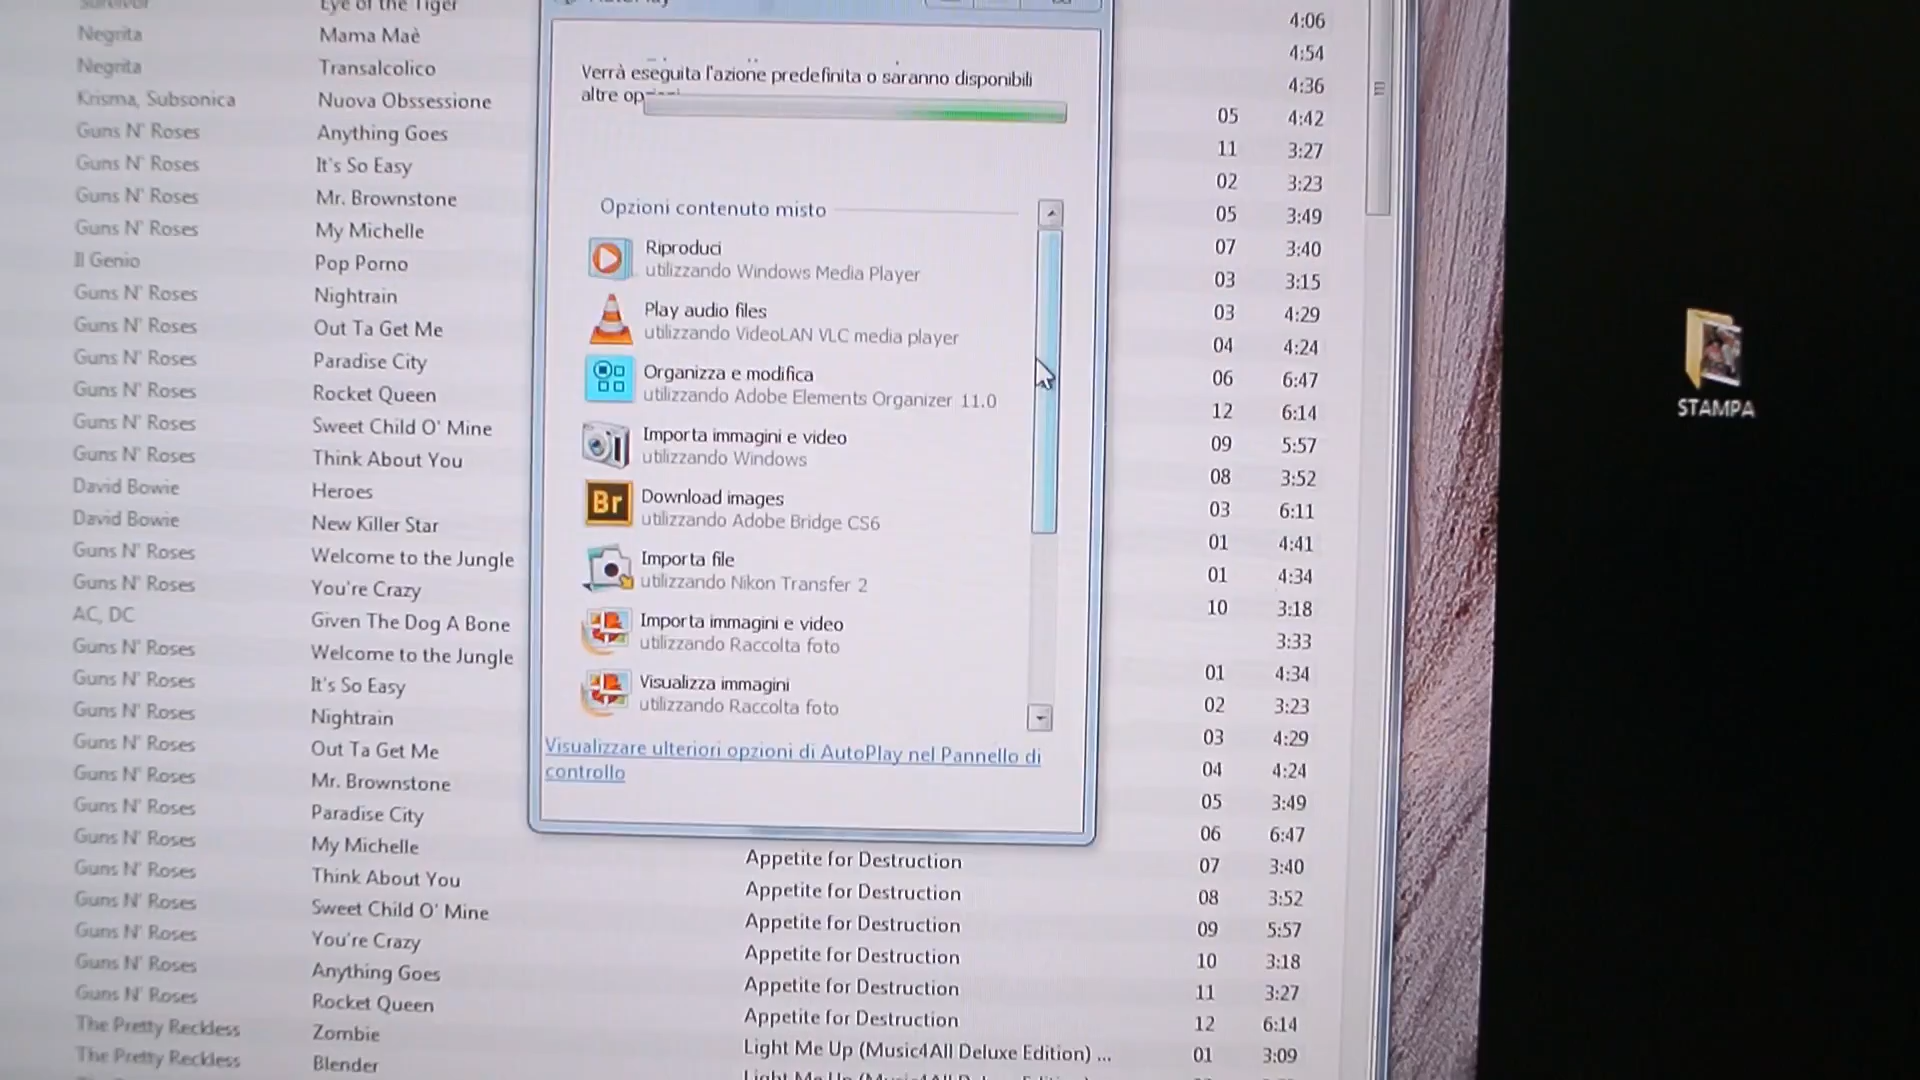 Survivor Eye of the Tiger 4:06
Negrita Mama Maè 4:54
Negrita Transalcolico 4:36
Krisma, Subsonica Nuova Obssessione 05 4:42
Guns N' Roses Anything Goes 11 3:27
Guns N' Roses It's So Easy 02 3:23
Guns N' Roses Mr. Brownstone 05 3:49
Guns N' Roses My Michelle 07 3:40
Il Genio Pop Porno 03 3:15
Guns N' Roses Nightrain 03 4:29
Guns N' Roses Out Ta Get Me 04 4:24
Guns N' Roses Paradise City 06 6:47
Guns N' Roses Rocket Queen 12 6:14
Guns N' Roses Sweet Child O' Mine 09 5:57
Guns N' Roses Think About You 08 3:52
David Bowie Heroes 03 6:11
David Bowie New Killer Star 01 4:41
Guns N' Roses Welcome to the Jungle 01 4:34
Guns N' Roses You're Crazy 10 3:18
AC, DC Given The Dog A Bone 3:33
Guns N' Roses Welcome to the Jungle 01 4:34
Guns N' Roses It's So Easy 02 3:23
Guns N' Roses Nightrain 03 4:29
Guns N' Roses Out Ta Get Me 04 4:24
Guns N' Roses Mr. Brownstone 05 3:49
Guns N' Roses Paradise City 06 6:47
Guns N' Roses My Michelle Appetite for Destruction 07 3:40
Guns N' Roses Think About You Appetite for Destruction 08 3:52
Guns N' Roses Sweet Child O' Mine Appetite for Destruction 09 5:57
Guns N' Roses You're Crazy Appetite for Destruction 10 3:18
Guns N' Roses Anything Goes Appetite for Destruction 11 3:27
Guns N' Roses Rocket Queen Appetite for Destruction 12 6:14
The Pretty Reckless Zombie Light Me Up (Music4All Deluxe Edition) ... 01 3:09
The Pretty Reckless Blender
Verrà eseguita l'azione predefinita o saranno disponibili
altre
Opzioni contenuto misto
Riproduci
utilizzando Windows Media Player
Play audio files
utilizzando VideoLAN VLC media player
Organizza e modifica
utilizzando Adobe Elements Organizer 11.0
Importa immagini e video
utilizzando Windows
Br
Download images
utilizzando Adobe Bridge CS6
Importa file
utilizzando Nikon Transfer 2
Importa immagini e video
utilizzando Raccolta foto
Visualizza immagini
utilizzando Raccolta foto
Visualizzare ulteriori opzioni di AutoPlay nel Pannello di
controllo
STAMPA